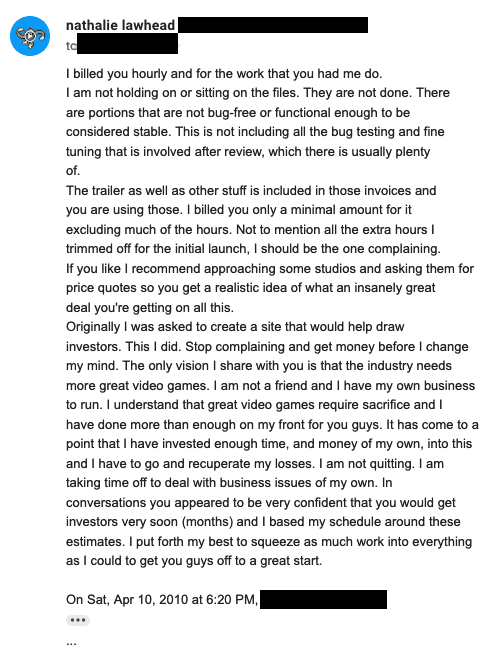 nathalie lawhead
to
I billed you hourly and for the work that you had me do.
I am not holding on or sitting on the files. They are not done. There
are portions that are not bug-free or functional enough to be
considered stable. This is not including all the bug testing and fine
tuning that is involved after review, which there is usually plenty
of.
The trailer as well as other stuff is included in those invoices and
you are using those. I billed you only a minimal amount for it
excluding much of the hours. Not to mention all the extra hours I
trimmed off for the initial launch, I should be the one complaining.
If you like I recommend approaching some studios and asking them for
price quotes so you get a realistic idea of what an insanely great
deal you're getting on all this.
Originally I was asked to create a site that would help draw
investors. This I did. Stop complaining and get money before I change
my mind. The only vision I share with you is that the industry needs
more great video games. I am not a friend and I have my own business
to run. I understand that great video games require sacrifice and I
have done more than enough on my front for you guys. It has come to a
point that I have invested enough time, and money of my own, into this
and I have to go and recuperate my losses. I am not quitting. I am
taking time off to deal with business issues of my own. In
conversations you appeared to be very confident that you would get
investors very soon (months) and I based my schedule around these
estimates. I put forth my best to squeeze as much work into everything
as I could to get you guys off to a great start.
On Sat, Apr 10, 2010 at 6:20 PM,
...